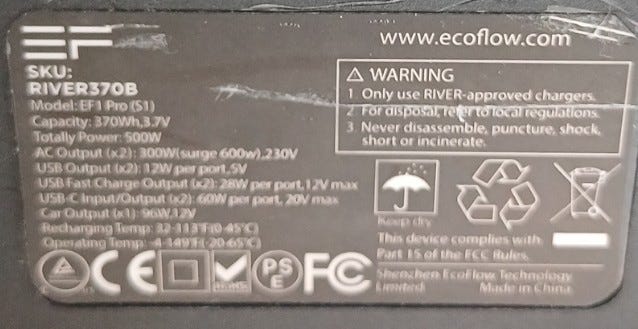 EF
www.ecoflow.com
SKU:
RIVER370B
Model: EF1 Pro (S1)
Capacity: 370Wh,3.7V
Totally Power: 500W
AC Output (x2): 300W(surge 600w),230V
USB Output (x2): 12W per port,5V
USB Fast Charge Output (x2): 28W per port,12V max
USB-C Input/Output (x2): 60W per port, 20V max
Car Output (x1): 96W,12V
Recharging Temp: 32-113°F(0-45°C)
Operating Temp: -4-149°F(-20-65°C)
⚠ WARNING
1. Only use RIVER-approved chargers.
2. For disposal, refer to local regulations.
3. Never disassemble, puncture, shock,
short or incinerate.
Keep dry
This device complies with
Part 15 of the FCC Rules.
Shenzhen EcoFlow Technology
Limited Made in China
CE
PSE
FC